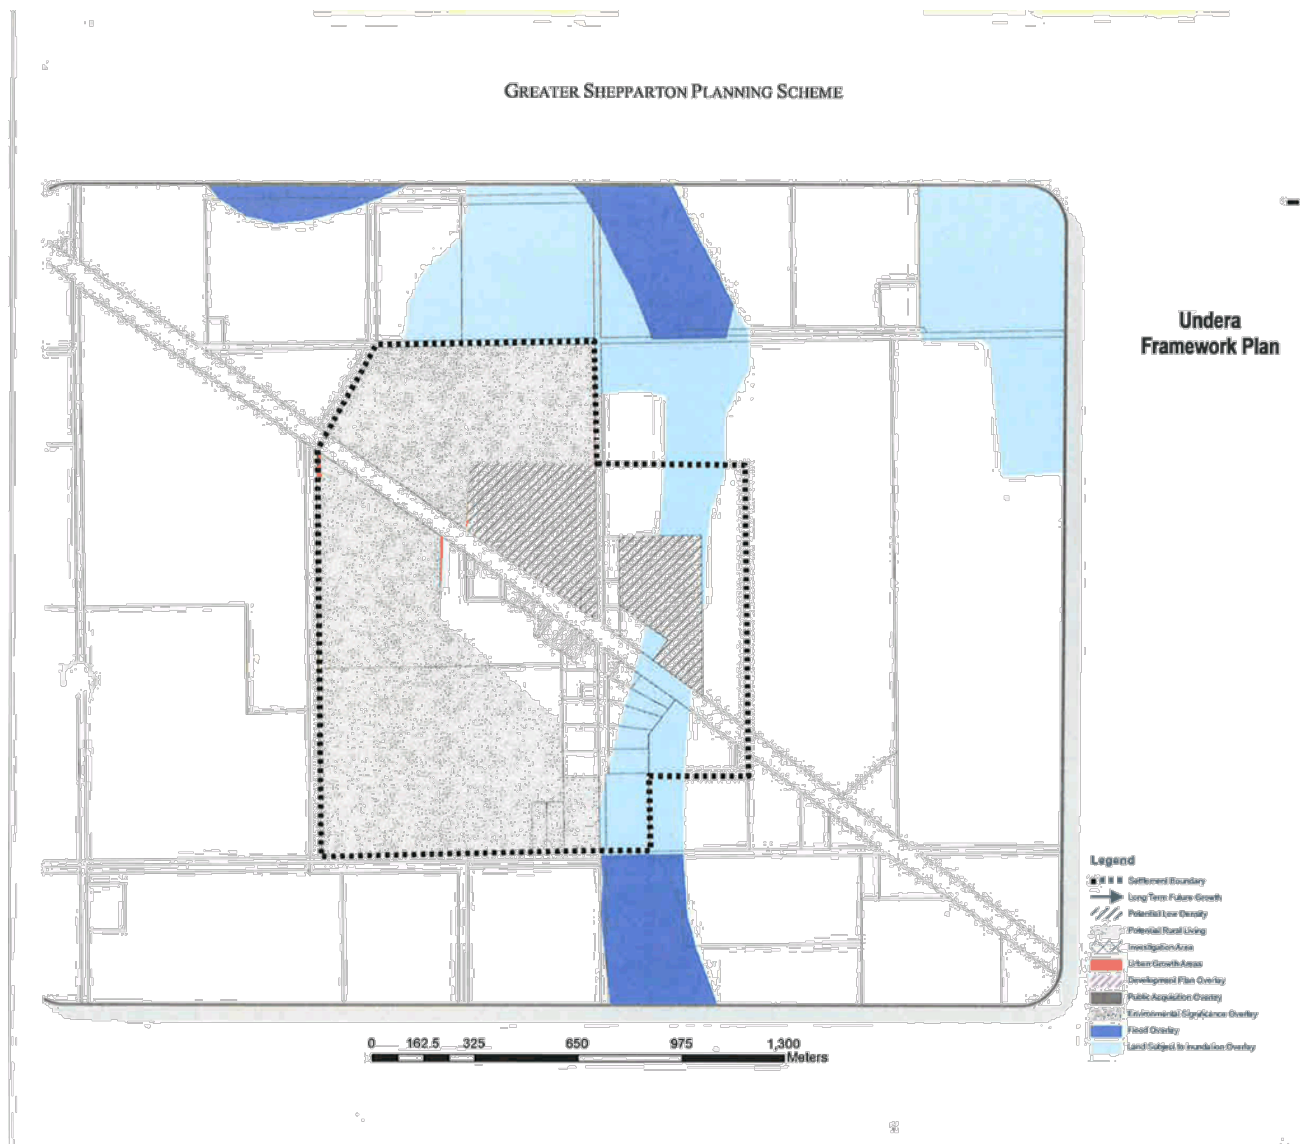 GREATER SHEPPARTON PLANNING SCHEME
Undera
Framework Plan
Legend
Settlement Boundary
Long Term Future Growth
Potential Low Density
Potential Rural Living
Investigation Area
Urban Growth Areas
Development Plan Overlay
Public Acquisition Overlay
Environmental Significance Overlay
Flood Overlay
Land Subject to Inundation Overlay
0 162.5 325 650 975 1,300
Meters